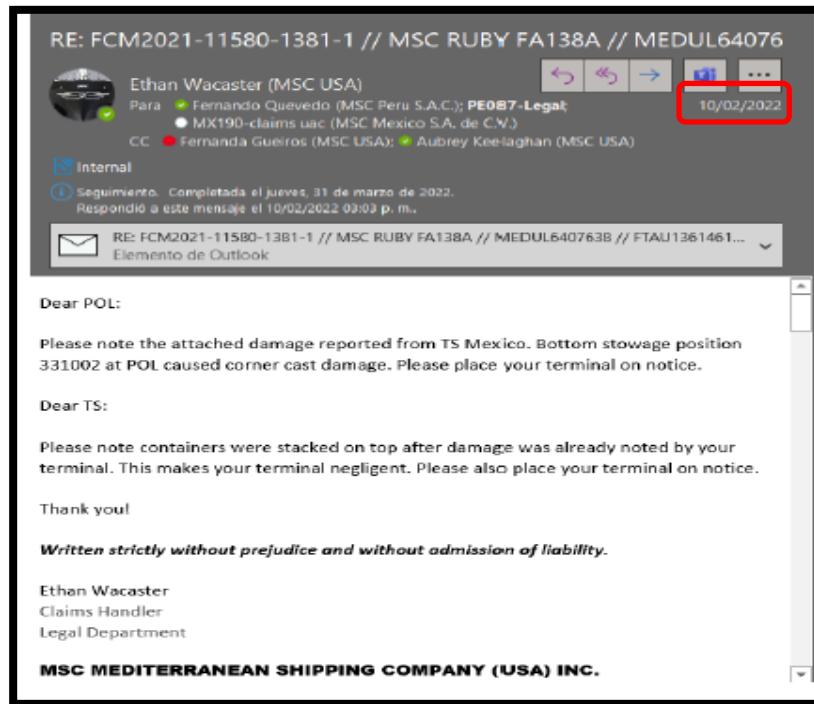 RE: FCM2021-11580-1381-1 // MSC RUBY FA138A // MEDUL64076
Ethan Wacaster (MSC USA)
Para Fernando Quevedo (MSC Peru S.A.C.); PE087-Legal;
10/02/2022
MX190-claims uac (MSC Mexico S.A. de C.V.)
CC Fernanda Gueiros (MSC USA); Aubrey Keelaghan (MSC USA)
Internal
Seguimiento. Completada el jueves, 31 de marzo de 2022.
Respondió a este mensaje el 10/02/2022 03:03 p. m..
RE: FCM2021-11580-1381-1 // MSC RUBY FA138A // MEDUL6407638 // FTAU1361461...
Elemento de Outlook
Dear POL:
Please note the attached damage reported from TS Mexico. Bottom stowage position
331002 at POL caused corner cast damage. Please place your terminal on notice.
Dear TS:
Please note containers were stacked on top after damage was already noted by your
terminal. This makes your terminal negligent. Please also place your terminal on notice.
Thank you!
Written strictly without prejudice and without admission of liability.
Ethan Wacaster
Claims Handler
Legal Department
MSC MEDITERRANEAN SHIPPING COMPANY (USA) INC.